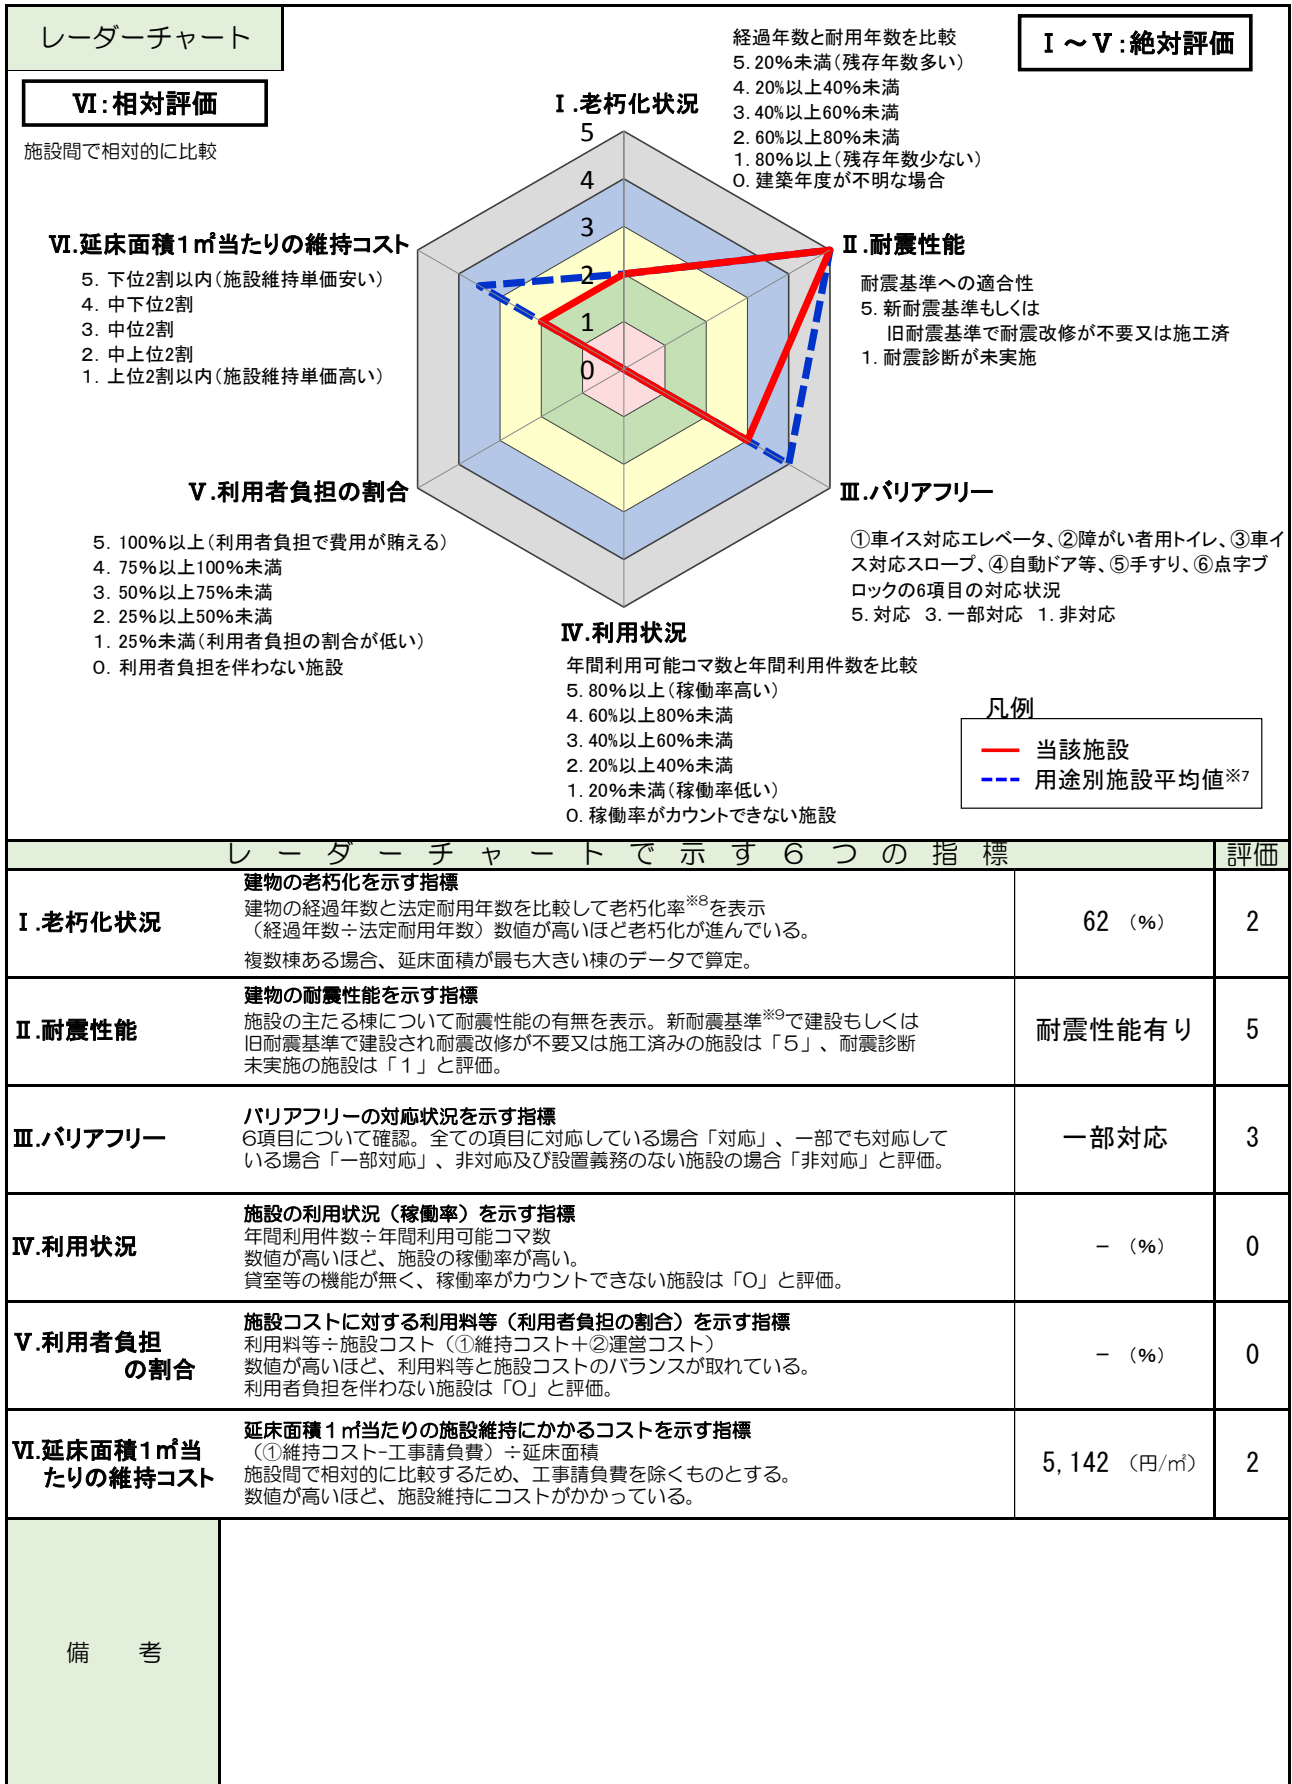 レーダーチャート
Ⅰ～Ⅴ:絶対評価
Ⅵ:相対評価
施設間で相対的に比較
Ⅰ.老朽化状況
経過年数と耐用年数を比較
5.20%未満(残存年数多い)
4.20%以上40%未満
3.40%以上60%未満
2.60%以上80%未満
1.80%以上(残存年数少ない)
0.建築年度が不明な場合
5
4
3
2
1
0
Ⅵ.延床面積1㎡当たりの維持コスト
5.下位2割以内(施設維持単価安い)
4.中下位2割
3.中位2割
2.中上位2割
1.上位2割以内(施設維持単価高い)
Ⅱ.耐震性能
耐震基準への適合性
5.新耐震基準もしくは
旧耐震基準で耐震改修が不要又は施工済
1.耐震診断が未実施
Ⅴ.利用者負担の割合
5.100%以上(利用者負担で費用が賄える)
4.75%以上100%未満
3.50%以上75%未満
2.25%以上50%未満
1.25%未満(利用者負担の割合が低い)
0.利用者負担を伴わない施設
Ⅲ.バリアフリー
①車イス対応エレベータ、②障がい者用トイレ、③車イ
ス対応スロープ、④自動ドア等、⑤手すり、⑥点字ブ
ロックの6項目の対応状況
5.対応 3.一部対応 1.非対応
Ⅳ.利用状況
年間利用可能コマ数と年間利用件数を比較
5.80%以上(稼働率高い)
4.60%以上80%未満
3.40%以上60%未満
2.20%以上40%未満
1.20%未満(稼働率低い)
0.稼働率がカウントできない施設
凡例
当該施設
用途別施設平均値※7
レーダーチャートで示す6つの指標 評価
Ⅰ.老朽化状況
建物の老朽化を示す指標
建物の経過年数と法定耐用年数を比較して老朽化率※8を表示
（経過年数÷法定耐用年数）数値が高いほど老朽化が進んでいる。
複数棟ある場合、延床面積が最も大きい棟のデータで算定。
62 (%) 2
Ⅱ.耐震性能
建物の耐震性能を示す指標
施設の主たる棟について耐震性能の有無を表示。新耐震基準※9で建設もしくは
旧耐震基準で建設され耐震改修が不要又は施工済みの施設は「5」、耐震診断
未実施の施設は「1」と評価。
耐震性能有り 5
Ⅲ.バリアフリー
バリアフリーの対応状況を示す指標
6項目について確認。全ての項目に対応している場合「対応」、一部でも対応して
いる場合「一部対応」、非対応及び設置義務のない施設の場合「非対応」と評価。
一部対応 3
Ⅳ.利用状況
施設の利用状況（稼働率）を示す指標
年間利用件数÷年間利用可能コマ数
数値が高いほど、施設の稼働率が高い。
貸室等の機能が無く、稼働率がカウントできない施設は「0」と評価。
− (%) 0
Ⅴ.利用者負担
の割合
施設コストに対する利用料等（利用者負担の割合）を示す指標
利用料等÷施設コスト（①維持コスト＋②運営コスト）
数値が高いほど、利用料等と施設コストのバランスが取れている。
利用者負担を伴わない施設は「0」と評価。
− (%) 0
Ⅵ.延床面積1㎡当
たりの維持コスト
延床面積1㎡当たりの施設維持にかかるコストを示す指標
（①維持コスト−工事請負費）÷延床面積
施設間で相対的に比較するため、工事請負費を除くものとする。
数値が高いほど、施設維持にコストがかかっている。
5,142 (円/㎡) 2
備 考